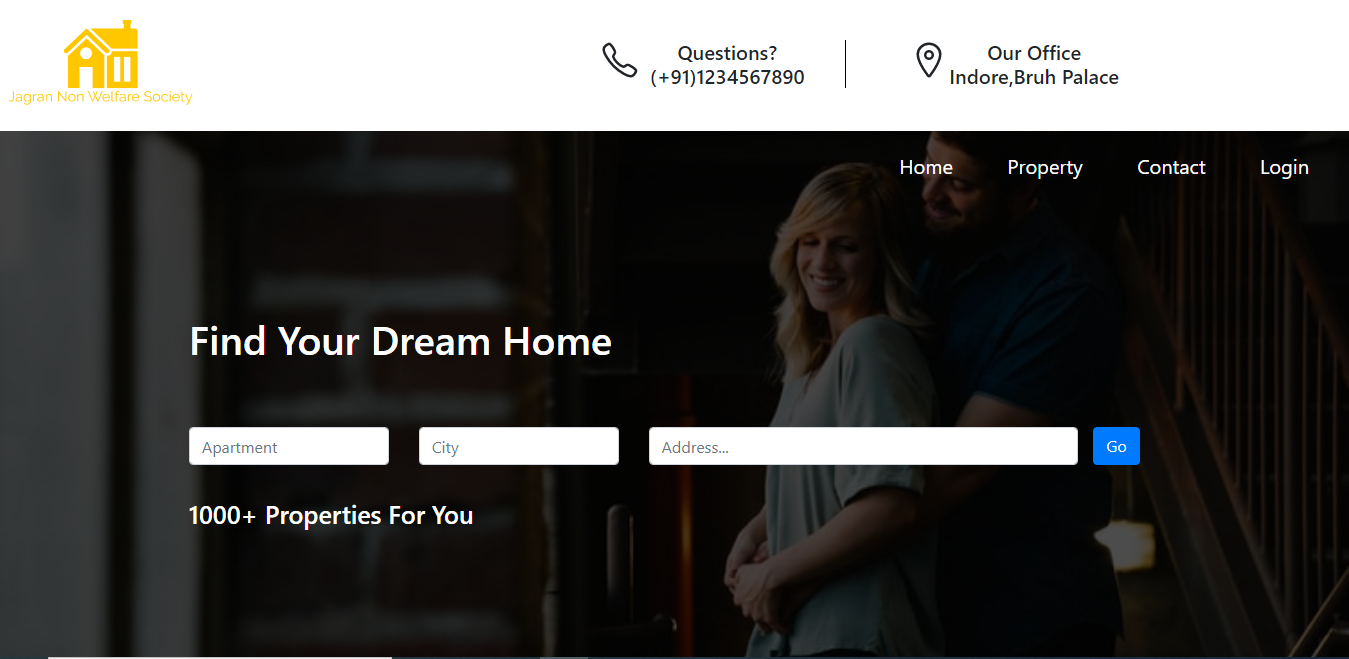 Jagran Non Welfare Society
Questions?
(+91)1234567890
Our Office
Indore,Bruh Palace
Home Property Contact Login
Find Your Dream Home
Apartment City Address... Go
1000+ Properties For You